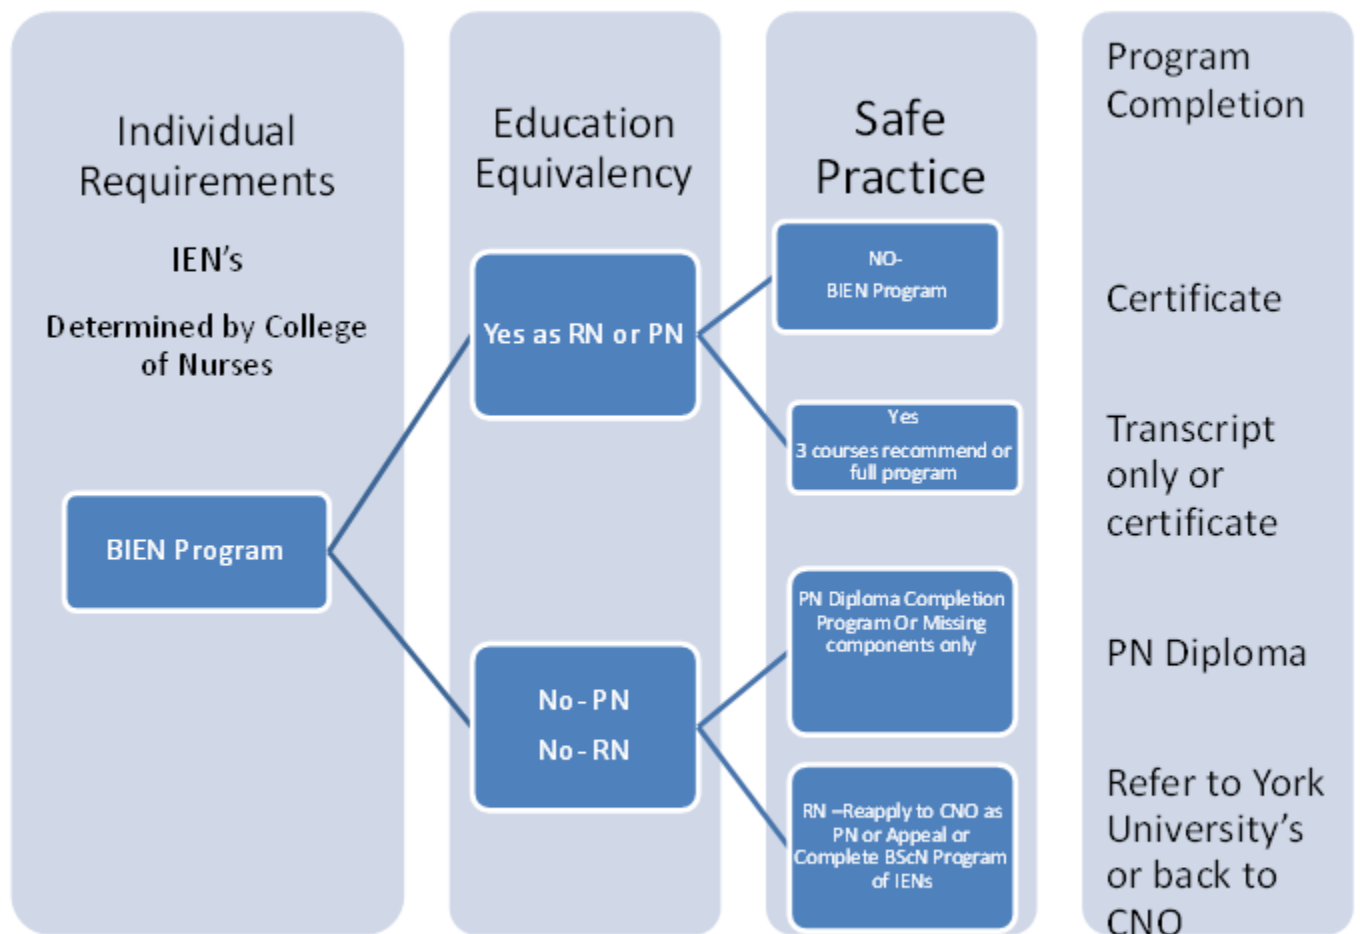 Individual
Requirements
IEN’s
Determined by College
of Nurses
BIEN Program
Education
Equivalency
Yes as RN or PN
No - PN
No - RN
Safe
Practice
NO-
BIEN Program
Yes
3 courses recommend or
full program
PN Diploma Completion
Program Or Missing
components only
RN –Reapply to CNO as
PN or Appeal or
Complete BScN Program
of IENs
Program
Completion
Certificate
Transcript
only or
certificate
PN Diploma
Refer to York
University’s
or back to
CNO